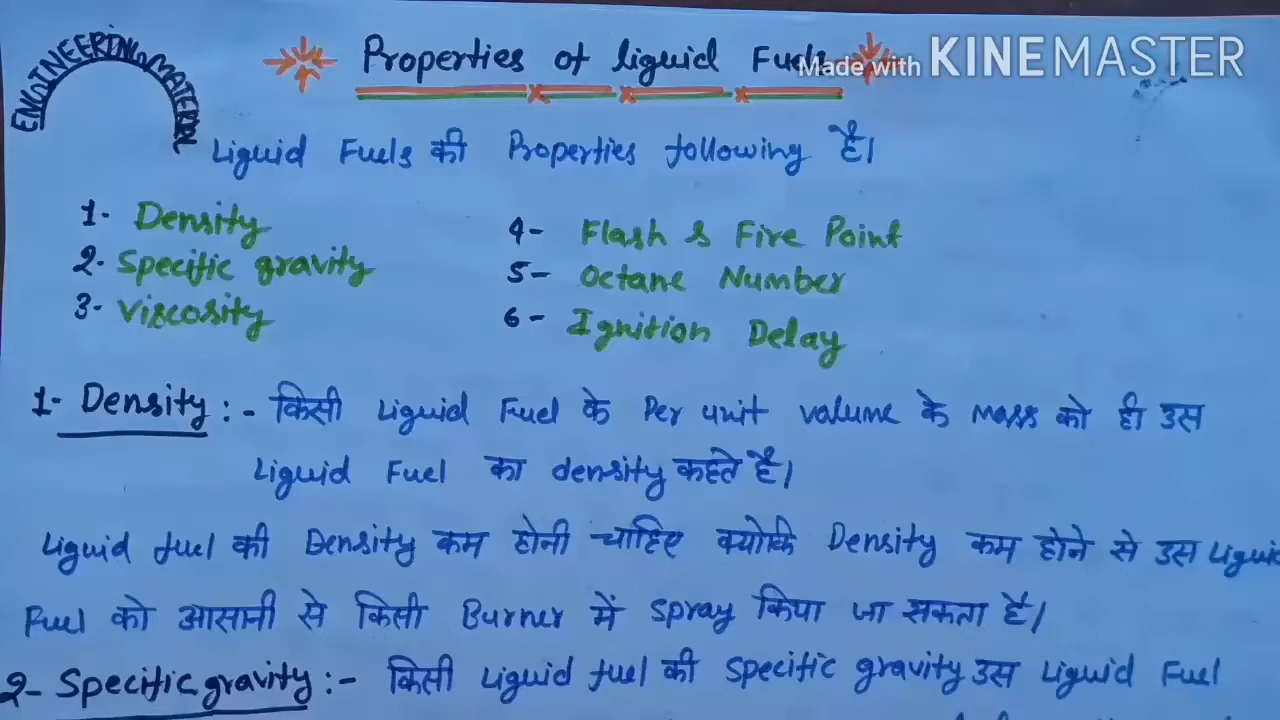 ENGINEERING MATERIAL
Properties of liquid Fuels
Made with KINEMASTER
Liquid Fuels की Properties following है।
1- Density
2- Specific gravity
3- Viscosity
4- Flash & Fire Point
5- Octane Number
6- Ignition Delay
1- Density :- किसी Liquid Fuel के Per unit volume के mass को ही उस
Liquid Fuel का density कहते है।
Liquid fuel की Density कम होनी चाहिए क्योकि Density कम होने से उस Liquid
Fuel को आसानी से किसी Burner में spray किया जा सकता है।
2- Specific gravity :- किसी Liquid fuel की specific gravity उस Liquid Fuel